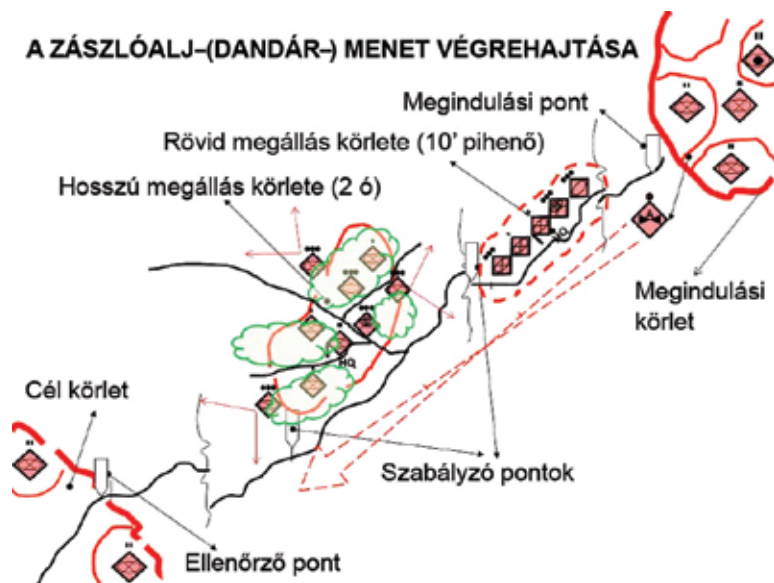 A ZÁSZLÓALJ–(DANDÁR–) MENET VÉGREHAJTÁSA
Megindulási pont
Rövid megállás körlete (10' pihenő)
Hosszú megállás körlete (2 ó)
Megindulási
körlet
HQ
Cél körlet
Szabályzó pontok
Ellenőrző pont